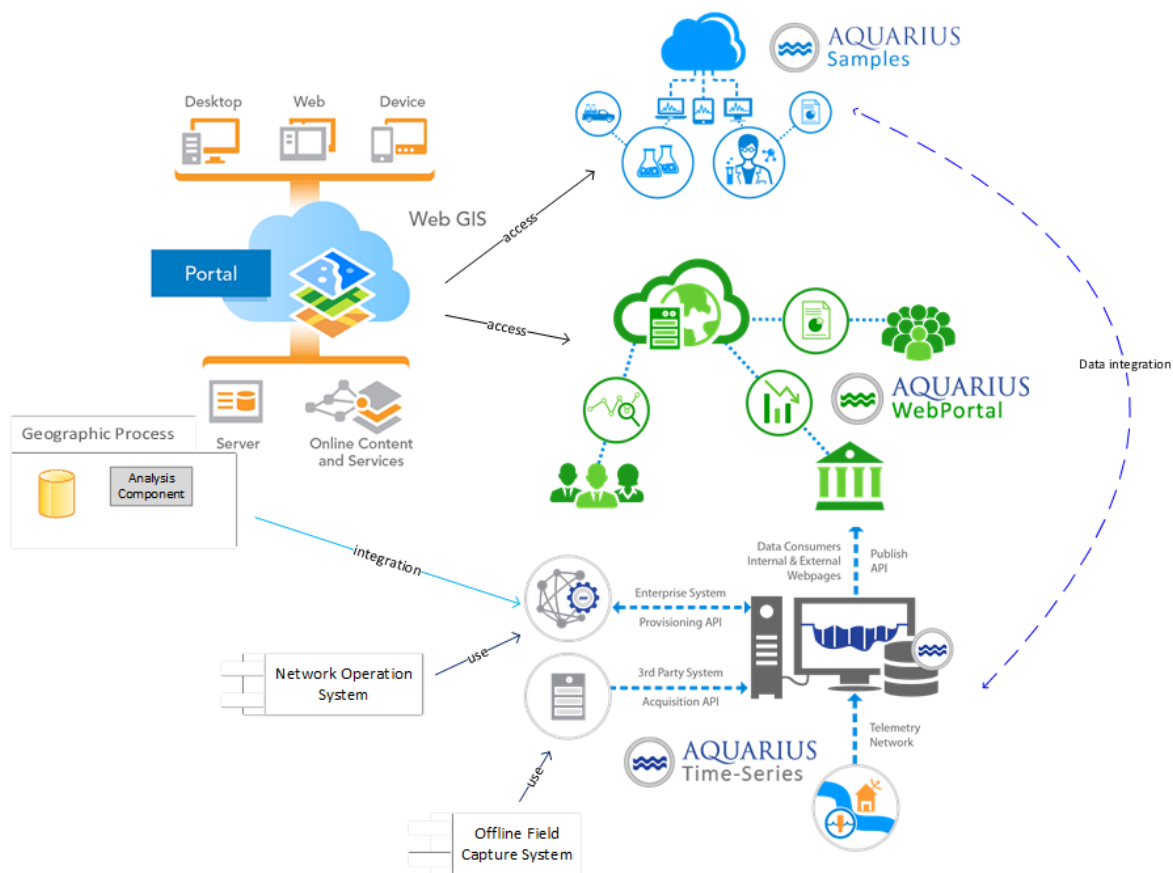 AQUARIUS
Samples
Desktop
Web
Device
Web GIS
access
Portal
access
Data integration
AQUARIUS
WebPortal
Server
Online Content
and Services
Geographic Process
Analysis
Component
integration
Data Consumers
Internal & External
Webpages
Publish
API
Enterprise System
Provisioning API
use
Network Operation
System
3rd Party System
Acquisition API
Telemetry
Network
AQUARIUS
Time-Series
use
Offline Field
Capture System